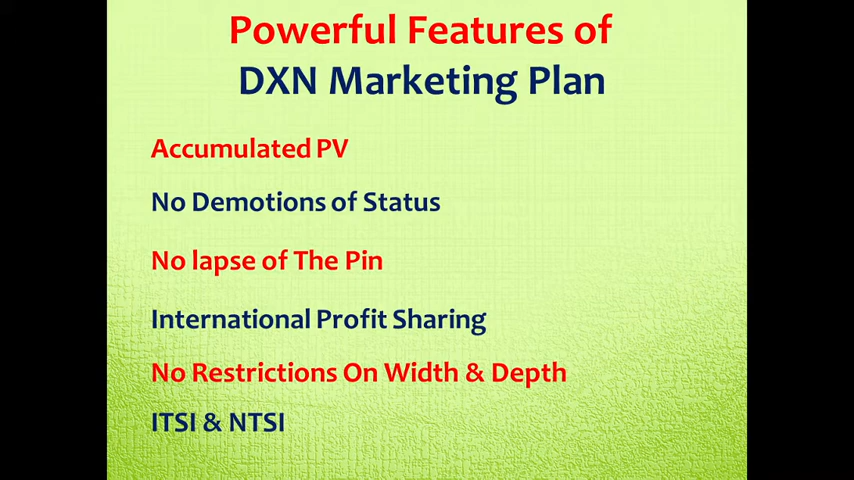 Powerful Features of
DXN Marketing Plan
Accumulated PV
No Demotions of Status
No lapse of The Pin
International Profit Sharing
No Restrictions On Width & Depth
ITSI & NTSI